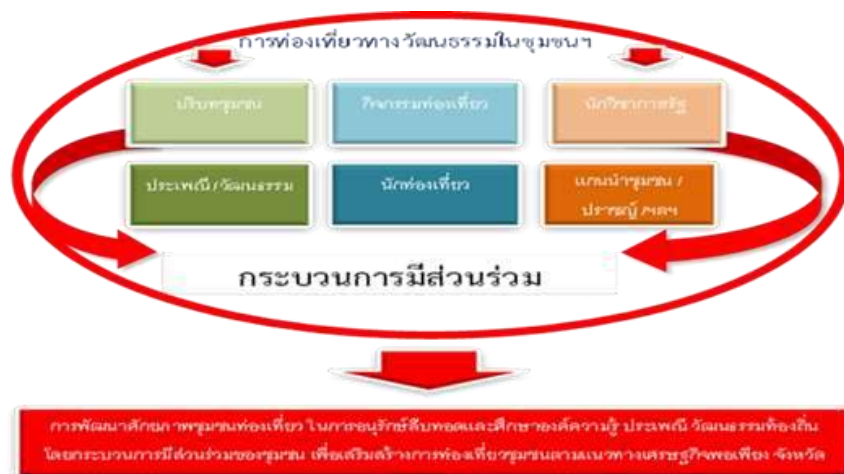 การท่องเที่ยวทางวัฒนธรรมในชุมชนฯ
บริบทชุมชน
กิจกรรมท่องเที่ยว
นักวิชาการรัฐ
ประเพณี/วัฒนธรรม
นักท่องเที่ยว
แกนนำชุมชน /
ปราชญ์ ฯลฯ
กระบวนการมีส่วนร่วม
การพัฒนาศักยภาพชุมชนท่องเที่ยว ในการอนุรักษ์สืบทอดและศึกษาองค์ความรู้ ประเพณี วัฒนธรรมท้องถิ่น
โดยกระบวนการมีส่วนร่วมของชุมชน เพื่อเสริมสร้างการท่องเที่ยวชุมชนตามแนวทางเศรษฐกิจพอเพียง จังหวัด